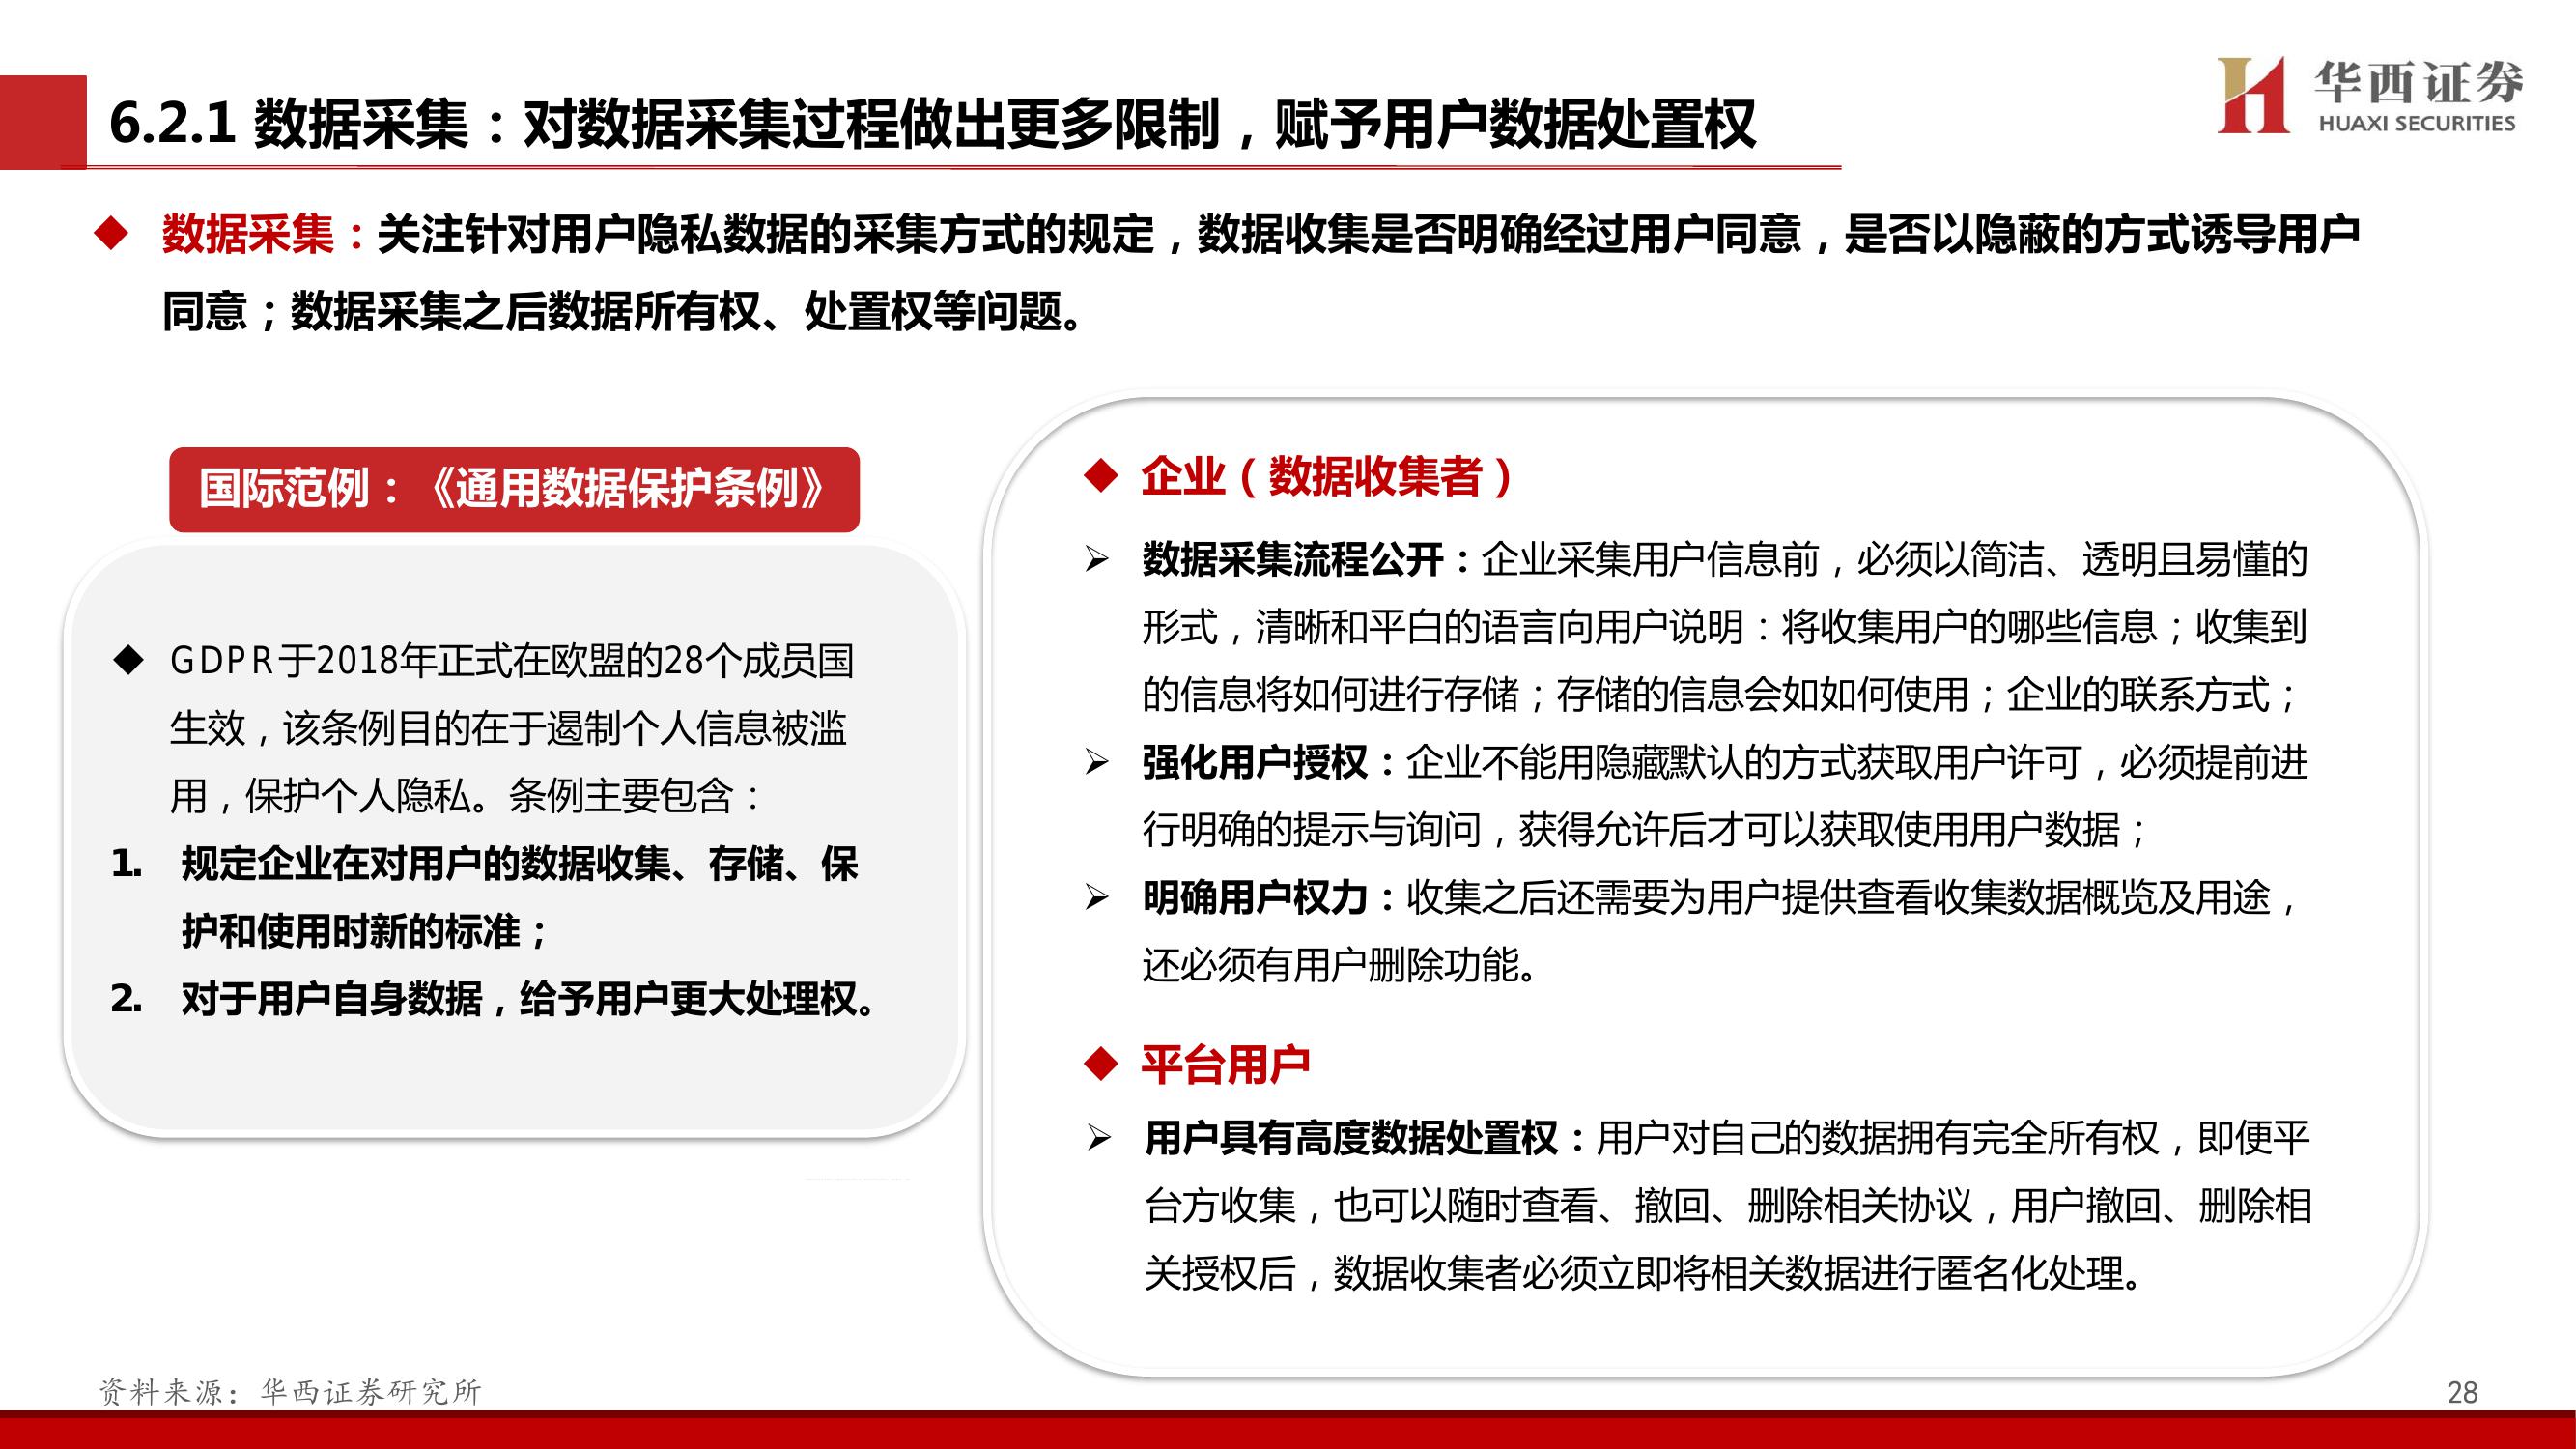 6.2.1 数据采集：对数据采集过程做出更多限制，赋予用户数据处置权
华西证券
HUAXI SECURITIES
数据采集：关注针对用户隐私数据的采集方式的规定，数据收集是否明确经过用户同意，是否以隐蔽的方式诱导用户
同意；数据采集之后数据所有权、处置权等问题。
国际范例：《通用数据保护条例》
GDPR于2018年正式在欧盟的28个成员国
生效，该条例目的在于遏制个人信息被滥
用，保护个人隐私。条例主要包含：
1. 规定企业在对用户的数据收集、存储、保
护和使用时新的标准；
2. 对于用户自身数据，给予用户更大处理权。
企业（数据收集者）
数据采集流程公开：企业采集用户信息前，必须以简洁、透明且易懂的
形式，清晰和平白的语言向用户说明：将收集用户的哪些信息；收集到
的信息将如何进行存储；存储的信息会如如何使用；企业的联系方式；
强化用户授权：企业不能用隐藏默认的方式获取用户许可，必须提前进
行明确的提示与询问，获得允许后才可以获取使用用户数据；
明确用户权力：收集之后还需要为用户提供查看收集数据概览及用途，
还必须有用户删除功能。
平台用户
用户具有高度数据处置权：用户对自己的数据拥有完全所有权，即便平
台方收集，也可以随时查看、撤回、删除相关协议，用户撤回、删除相
关授权后，数据收集者必须立即将相关数据进行匿名化处理。
资料来源：华西证券研究所
28